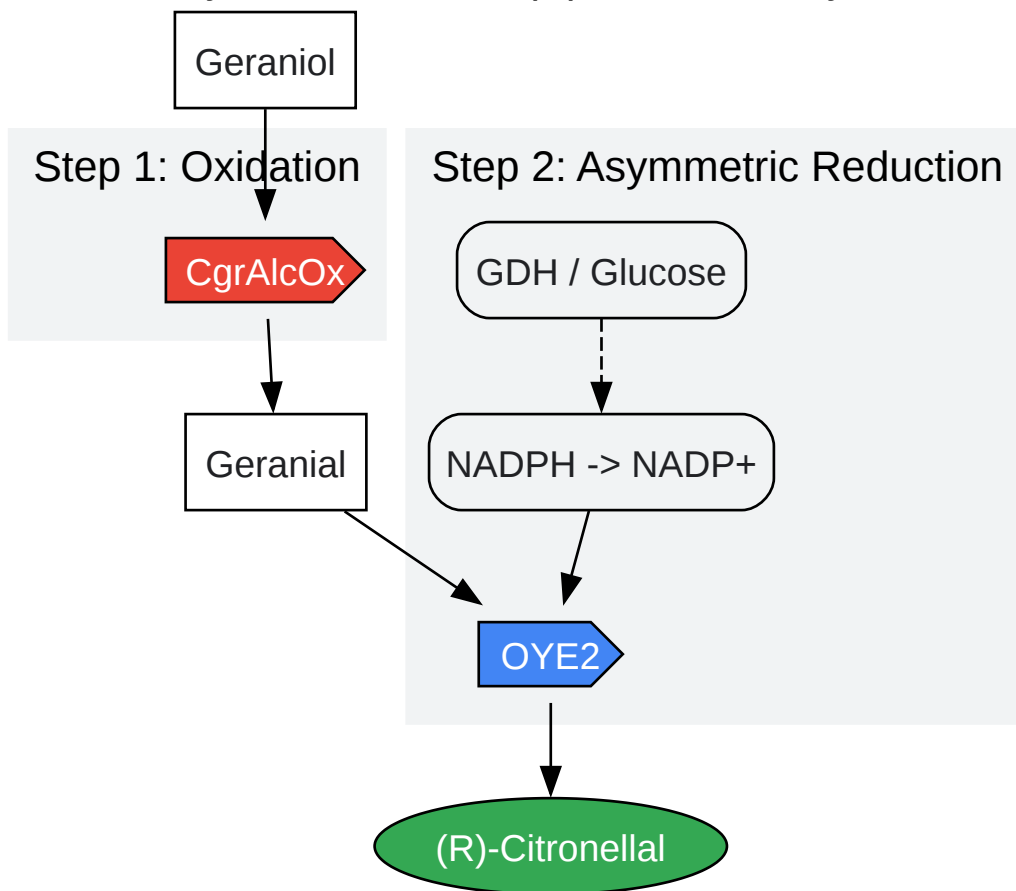 Geraniol
Step 1: Oxidation
Step 2: Asymmetric Reduction
CgrAlcOx
GDH / Glucose
Geranial
NADPH -> NADP+
OYE2
(R)-Citronellal